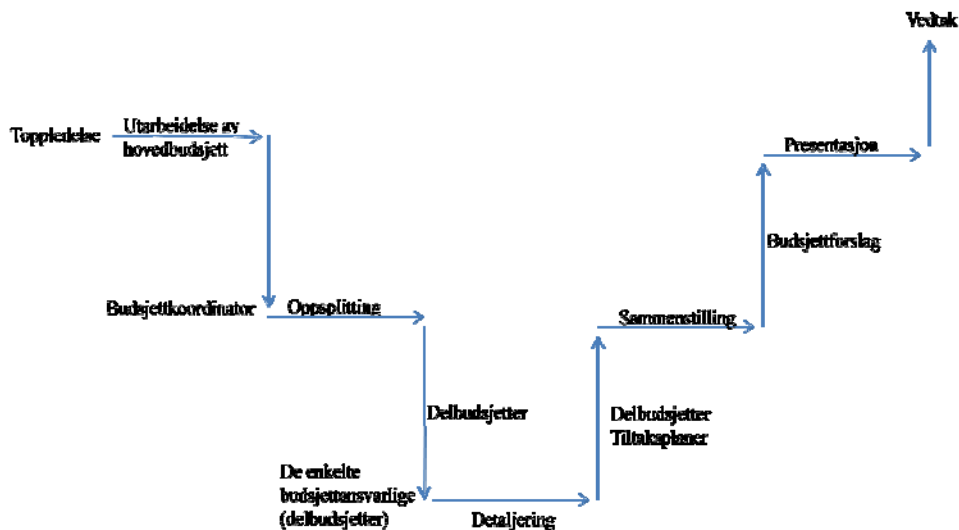 Vedtak
Toppledelse
Utarbeidelse av
hovedbudsjett
Presentasjon
Budsjettforslag
Budsjettkoordinator
Oppsplitting
Sammenstilling
Delbudsjetter
Delbudsjetter
Tiltaksplaner
De enkelte
budsjettansvarlige
(delbudsjetter)
Detaljering